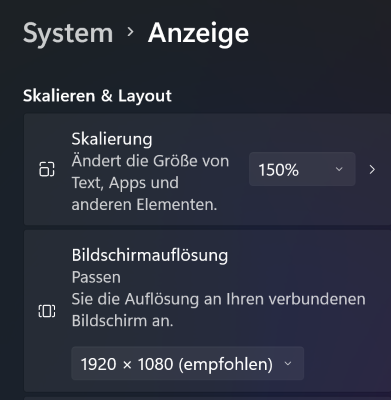 System > Anzeige
Skalieren & Layout
Skalierung
Ändert die Größe von
Text, Apps und
anderen Elementen.
150%
Bildschirmauflösung
Passen
Sie die Auflösung an Ihren verbundenen
Bildschirm an.
1920 × 1080 (empfohlen)